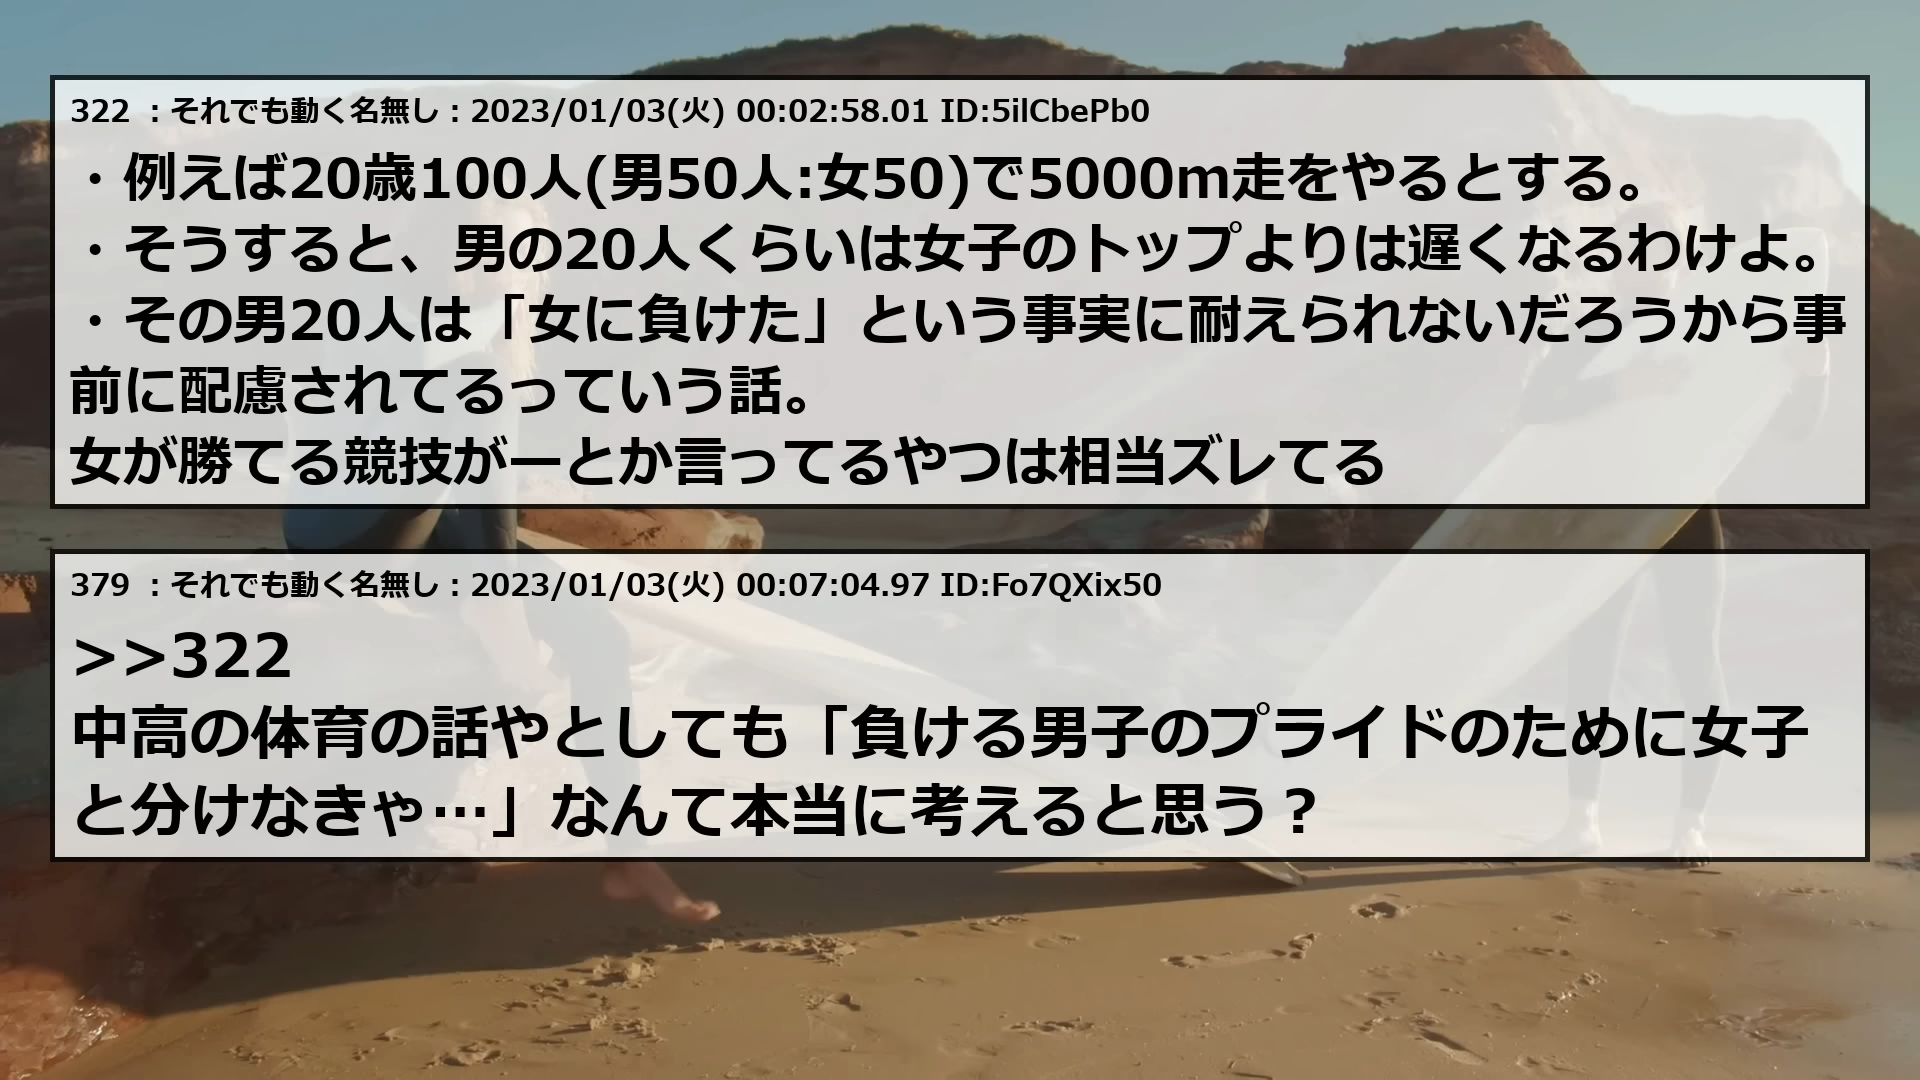 322 ：それでも動く名無し：2023/01/03(火) 00:02:58.01 ID:5ilCbePb0
・例えば20歳100人(男50人:女50)で5000m走をやるとする。
・そうすると、男の20人くらいは女子のトップよりは遅くなるわけよ。
・その男20人は「女に負けた」という事実に耐えられないだろうから事
前に配慮されてるっていう話。
女が勝てる競技がーとか言ってるやつは相当ズレてる
379 ：それでも動く名無し：2023/01/03(火) 00:07:04.97 ID:Fo7QXix50
>>322
中高の体育の話やとしても「負ける男子のプライドのために女子
と分けなきゃ…」なんて本当に考えると思う？